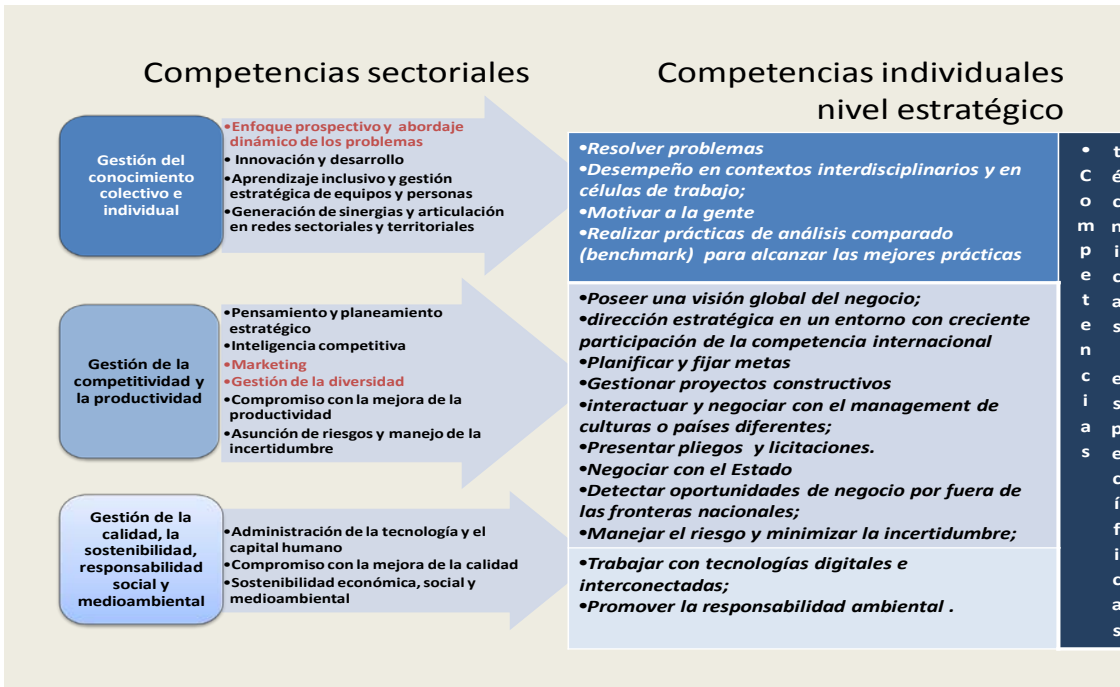 Competencias sectoriales
Competencias individuales
nivel estratégico
Gestión del
conocimiento
colectivo e
individual
•Enfoque prospectivo y abordaje
dinámico de los problemas
• Innovación y desarrollo
•Aprendizaje inclusivo y gestión
estratégica de equipos y personas
•Generación de sinergias y articulación
en redes sectoriales y territoriales
•Resolver problemas
•Desempeño en contextos interdisciplinarios y en
células de trabajo;
•Motivar a la gente
•Realizar prácticas de análisis comparado
(benchmark) para alcanzar las mejores prácticas
Gestión de la
competitividad y
la productividad
•Pensamiento y planeamiento
estratégico
•Inteligencia competitiva
•Marketing
•Gestión de la diversidad
•Compromiso con la mejora de la
productividad
•Asunción de riesgos y manejo de la
incertidumbre
•Poseer una visión global del negocio;
•dirección estratégica en un entorno con creciente
participación de la competencia internacional
•Planificar y fijar metas
•Gestionar proyectos constructivos
•interactuar y negociar con el management de
culturas o países diferentes;
•Presentar pliegos y licitaciones.
•Negociar con el Estado
•Detectar oportunidades de negocio por fuera de
las fronteras nacionales;
•Manejar el riesgo y minimizar la incertidumbre;
Gestión de la
calidad, la
sostenibilidad,
responsabilidad
social y
medioambiental
•Administración de la tecnología y el
capital humano
•Compromiso con la mejora de la calidad
•Sostenibilidad económica, social y
medioambiental
•Trabajar con tecnologías digitales e
interconectadas;
•Promover la responsabilidad ambiental .
•Competencias
técnicas específicas